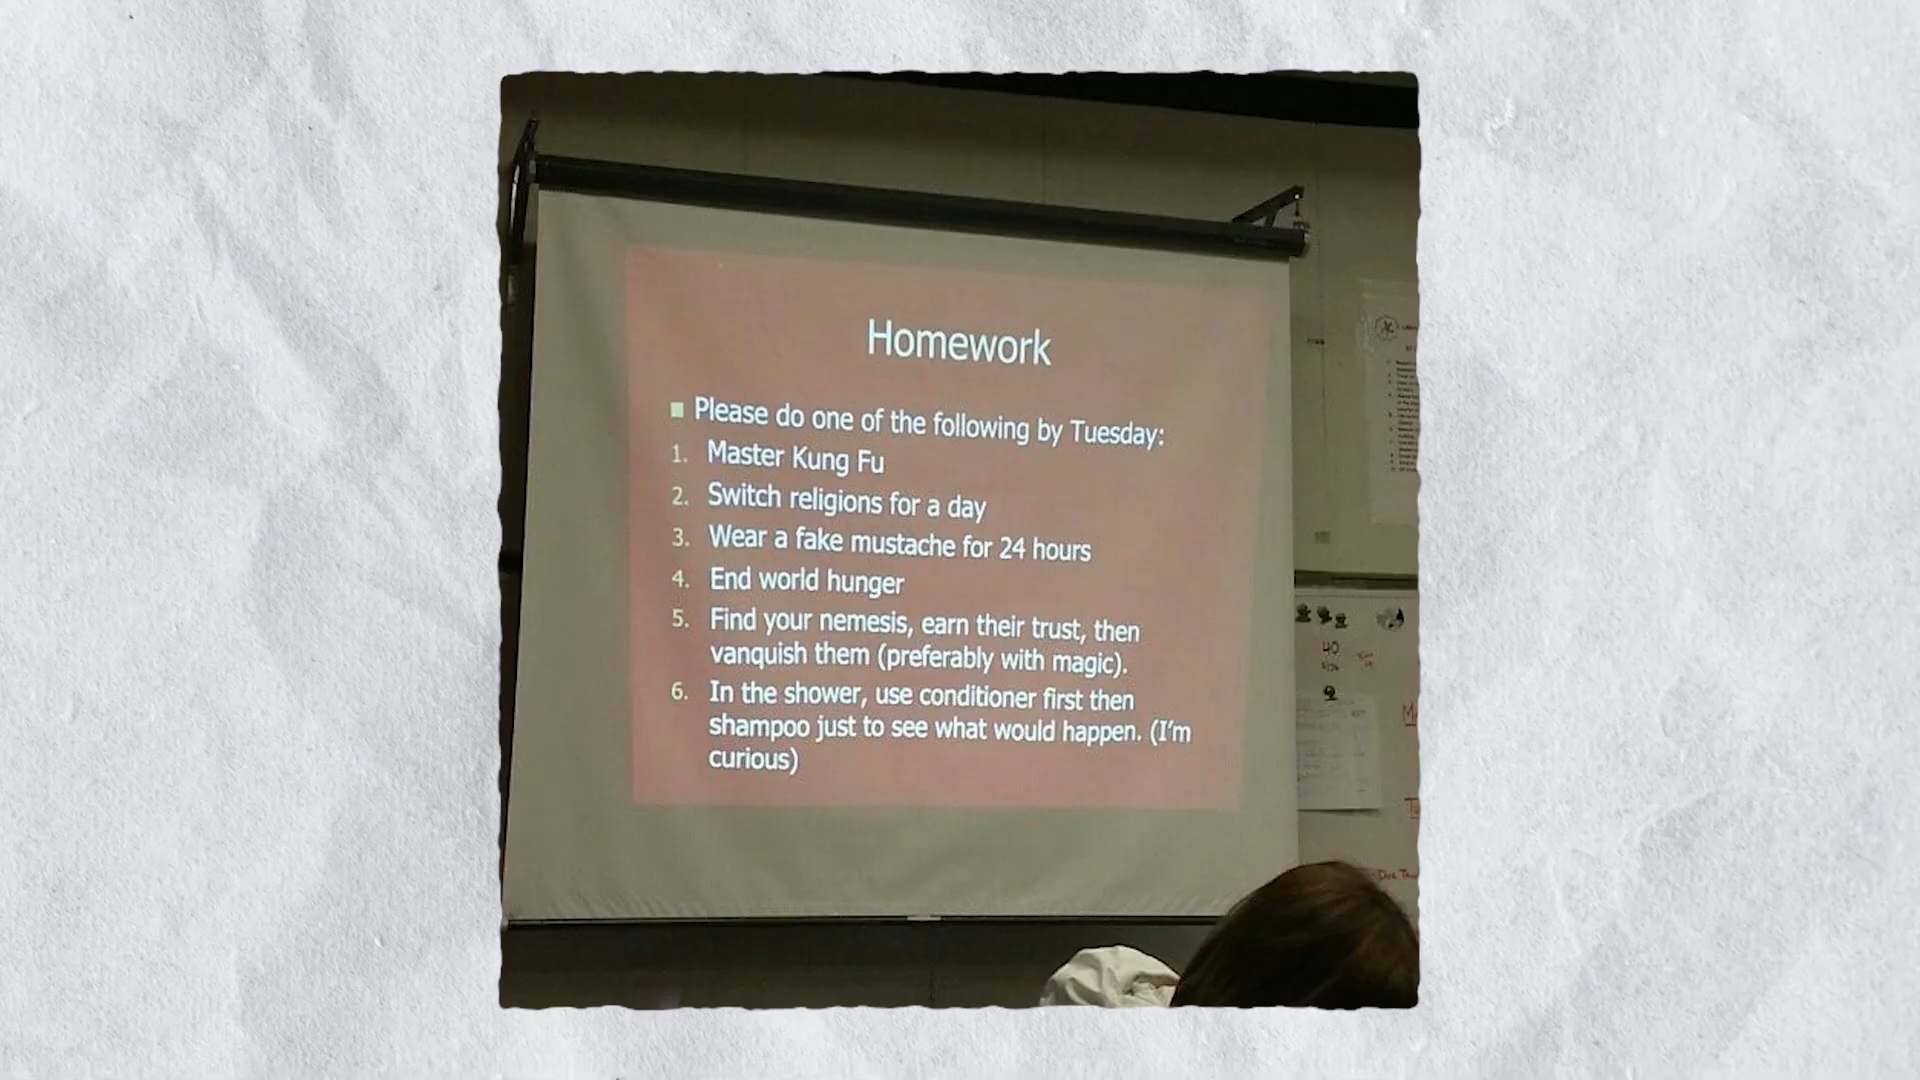 Homework
Please do one of the following by Tuesday:
1. Master Kung Fu
2. Switch religions for a day
3. Wear a fake mustache for 24 hours
4. End world hunger
5. Find your nemesis, earn their trust, then
vanquish them (preferably with magic).
6. In the shower, use conditioner first then
shampoo just to see what would happen. (I'm
curious)
40